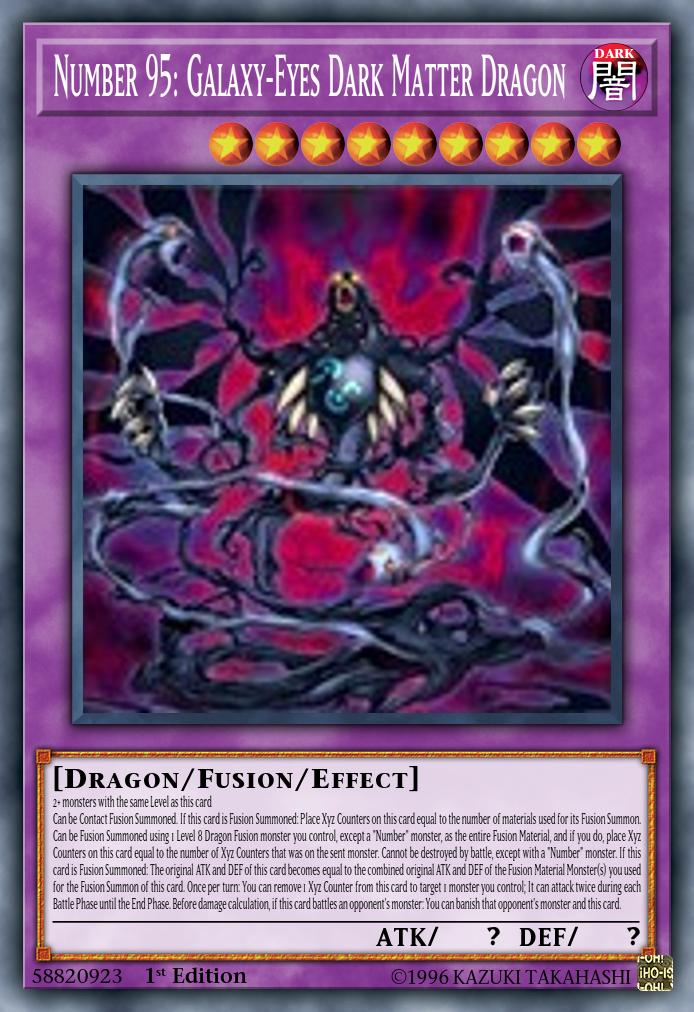 Number 95: Galaxy-Eyes Dark Matter Dragon
DARK
闇
[Dragon/Fusion/Effect]
2+ monsters with the same Level as this card
Can be Contact Fusion Summoned. If this card is Fusion Summoned: Place Xyz Counters on this card equal to the number of materials used for its Fusion Summon.
Can be Fusion Summoned using 1 Level 8 Dragon Fusion monster you control, except a "Number" monster, as the entire Fusion Material, and if you do, place Xyz
Counters on this card equal to the number of Xyz Counters that was on the sent monster. Cannot be destroyed by battle, except with a "Number" monster. If this
card is Fusion Summoned: The original ATK and DEF of this card becomes equal to the combined original ATK and DEF of the Fusion Material Monster(s) you used
for the Fusion Summon of this card. Once per turn: You can remove 1 Xyz Counter from this card to target 1 monster you control; It can attack twice during each
Battle Phase until the End Phase. Before damage calculation, if this card battles an opponent's monster: You can banish that opponent's monster and this card.
ATK/ ? DEF/ ?
58820923 1st Edition ©1996 KAZUKI TAKAHASHI